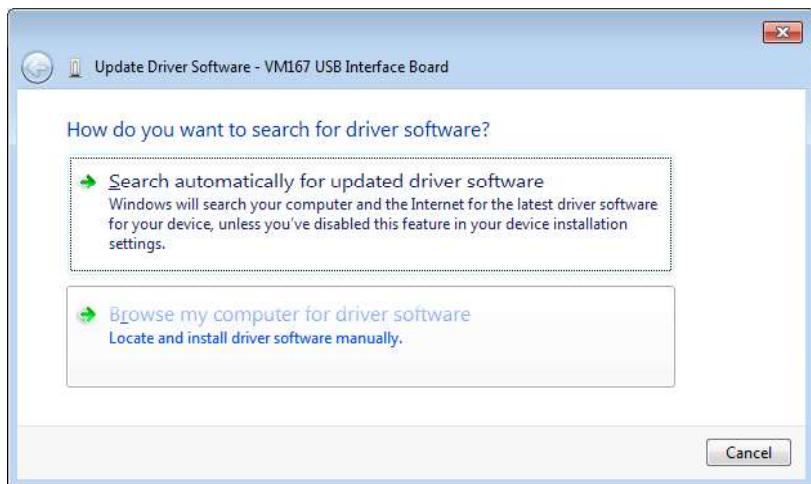 Update Driver Software - VM167 USB Interface Board
How do you want to search for driver software?
Search automatically for updated driver software
Windows will search your computer and the Internet for the latest driver software
for your device, unless you've disabled this feature in your device installation
settings.
Browse my computer for driver software
Locate and install driver software manually.
Cancel